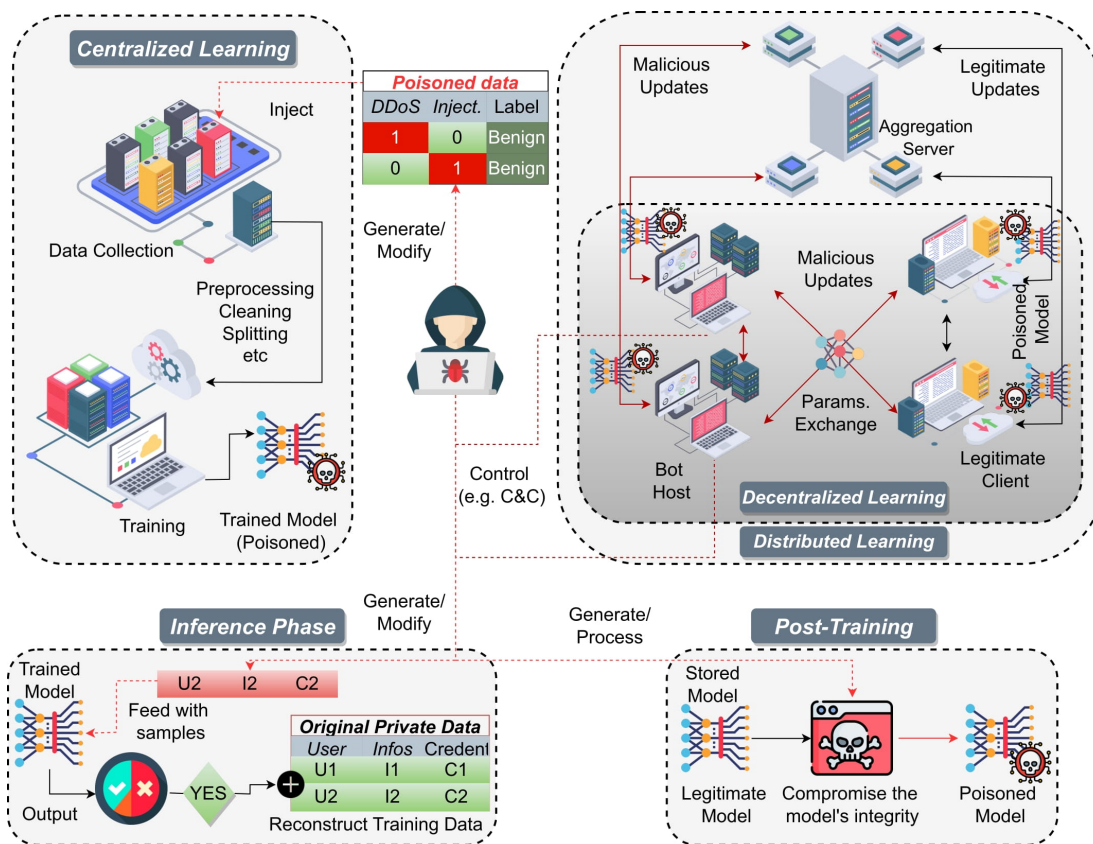 Centralized Learning
Inject
Data Collection
Preprocessing
Cleaning
Splitting
etc
Training
Trained Model
(Poisoned)
Poisoned data
DDoS Inject. Label
1 0 Benign
0 1 Benign
Generate/
Modify
Control
(e.g. C&C)
Generate/
Modify
Malicious
Updates
Legitimate
Updates
Aggregation
Server
Malicious
Updates
Poisoned
Model
Params.
Exchange
Bot
Host
Legitimate
Client
Decentralized Learning
Distributed Learning
Inference Phase
Trained
Model
U2 I2 C2
Feed with
samples
Output
YES
Original Private Data
User Infos Credent
U1 I1 C1
U2 I2 C2
Reconstruct Training Data
Generate/
Process
Post-Training
Stored
Model
Legitimate
Model
Compromise the
model's integrity
Poisoned
Model